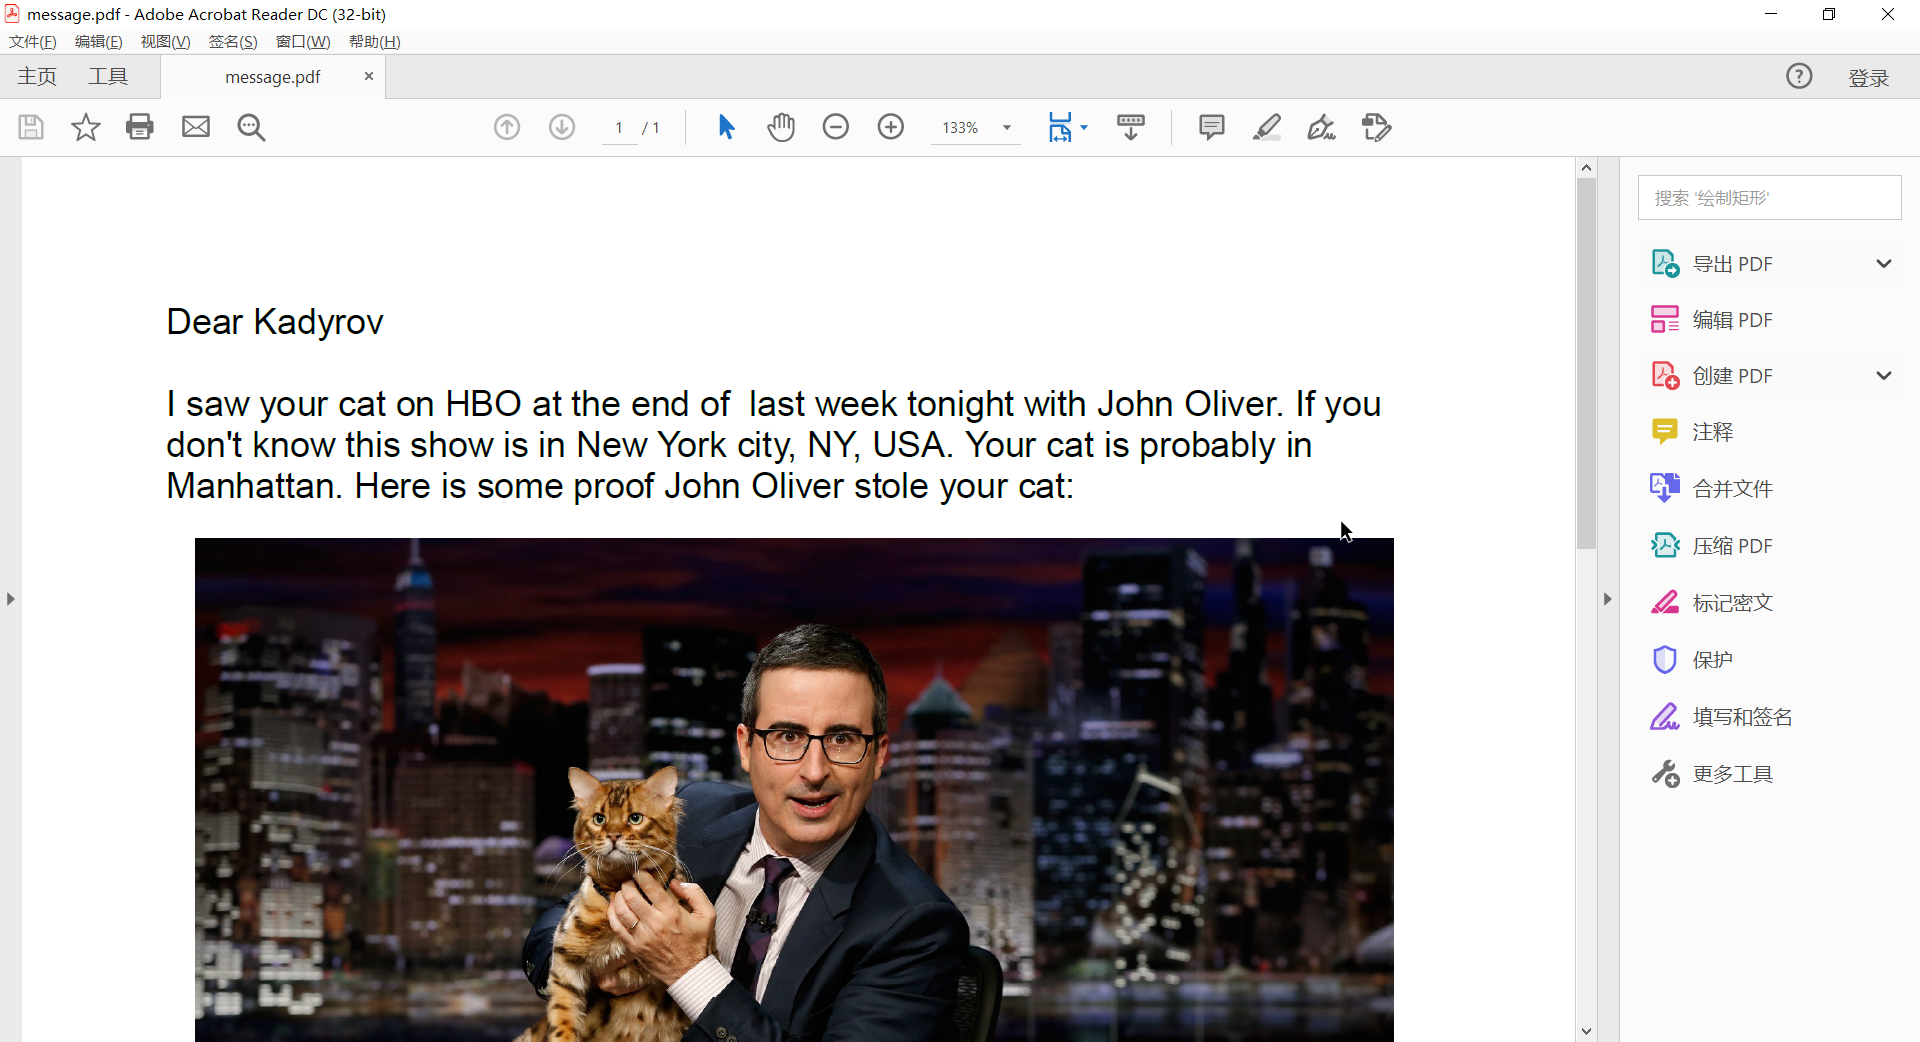 message.pdf - Adobe Acrobat Reader DC (32-bit)
文件(F) 编辑(E) 视图(V) 签名(S) 窗口(W) 帮助(H)
主页 工具 message.pdf × 登录
1 / 1 133%
搜索 '绘制矩形'
导出 PDF
编辑 PDF
创建 PDF
注释
合并文件
压缩 PDF
标记密文
保护
填写和签名
更多工具
Dear Kadyrov
I saw your cat on HBO at the end of  last week tonight with John Oliver. If you
don't know this show is in New York city, NY, USA. Your cat is probably in
Manhattan. Here is some proof John Oliver stole your cat: